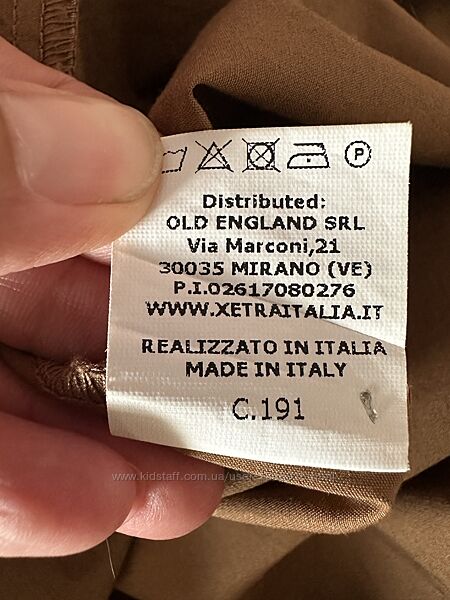 P
Distributed:
OLD ENGLAND SRL
Via Marconi,21
30035 MIRANO (VE)
P.I.02617080276
WWW.XETRAITALIA.IT
REALIZZATO IN ITALIA
MADE IN ITALY
C.191